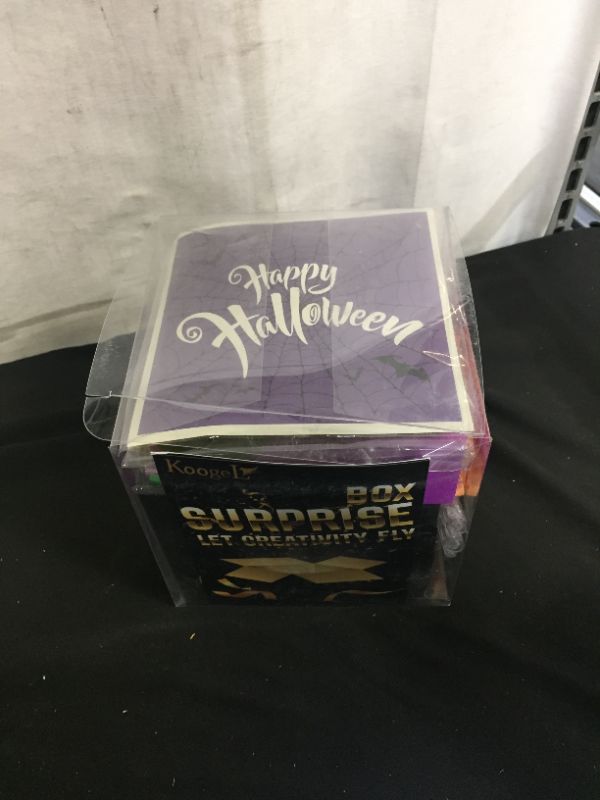 Happy
Halloween
KoogeL
BOX
SURPRISE
LET CREATIVITY FLY